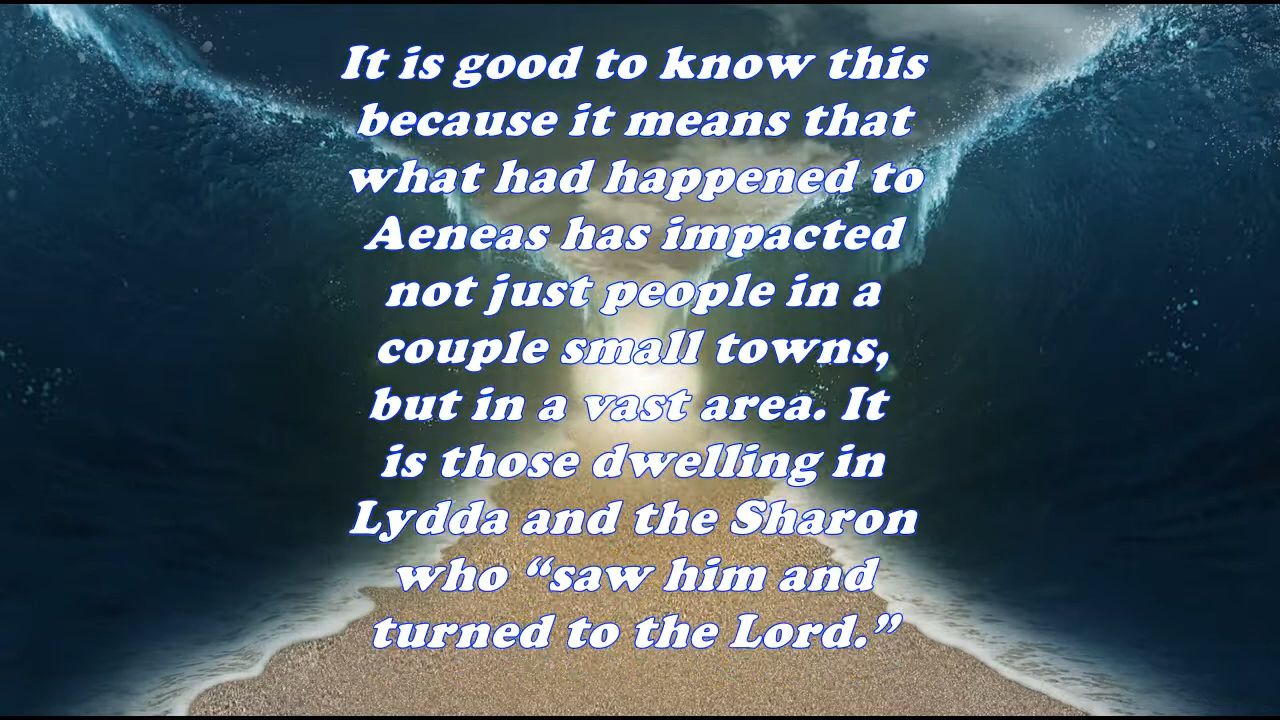 It is good to know this
because it means that
what had happened to
Aeneas has impacted
not just people in a
couple small towns,
but in a vast area. It
is those dwelling in
Lydda and the Sharon
who “saw him and
turned to the Lord.”